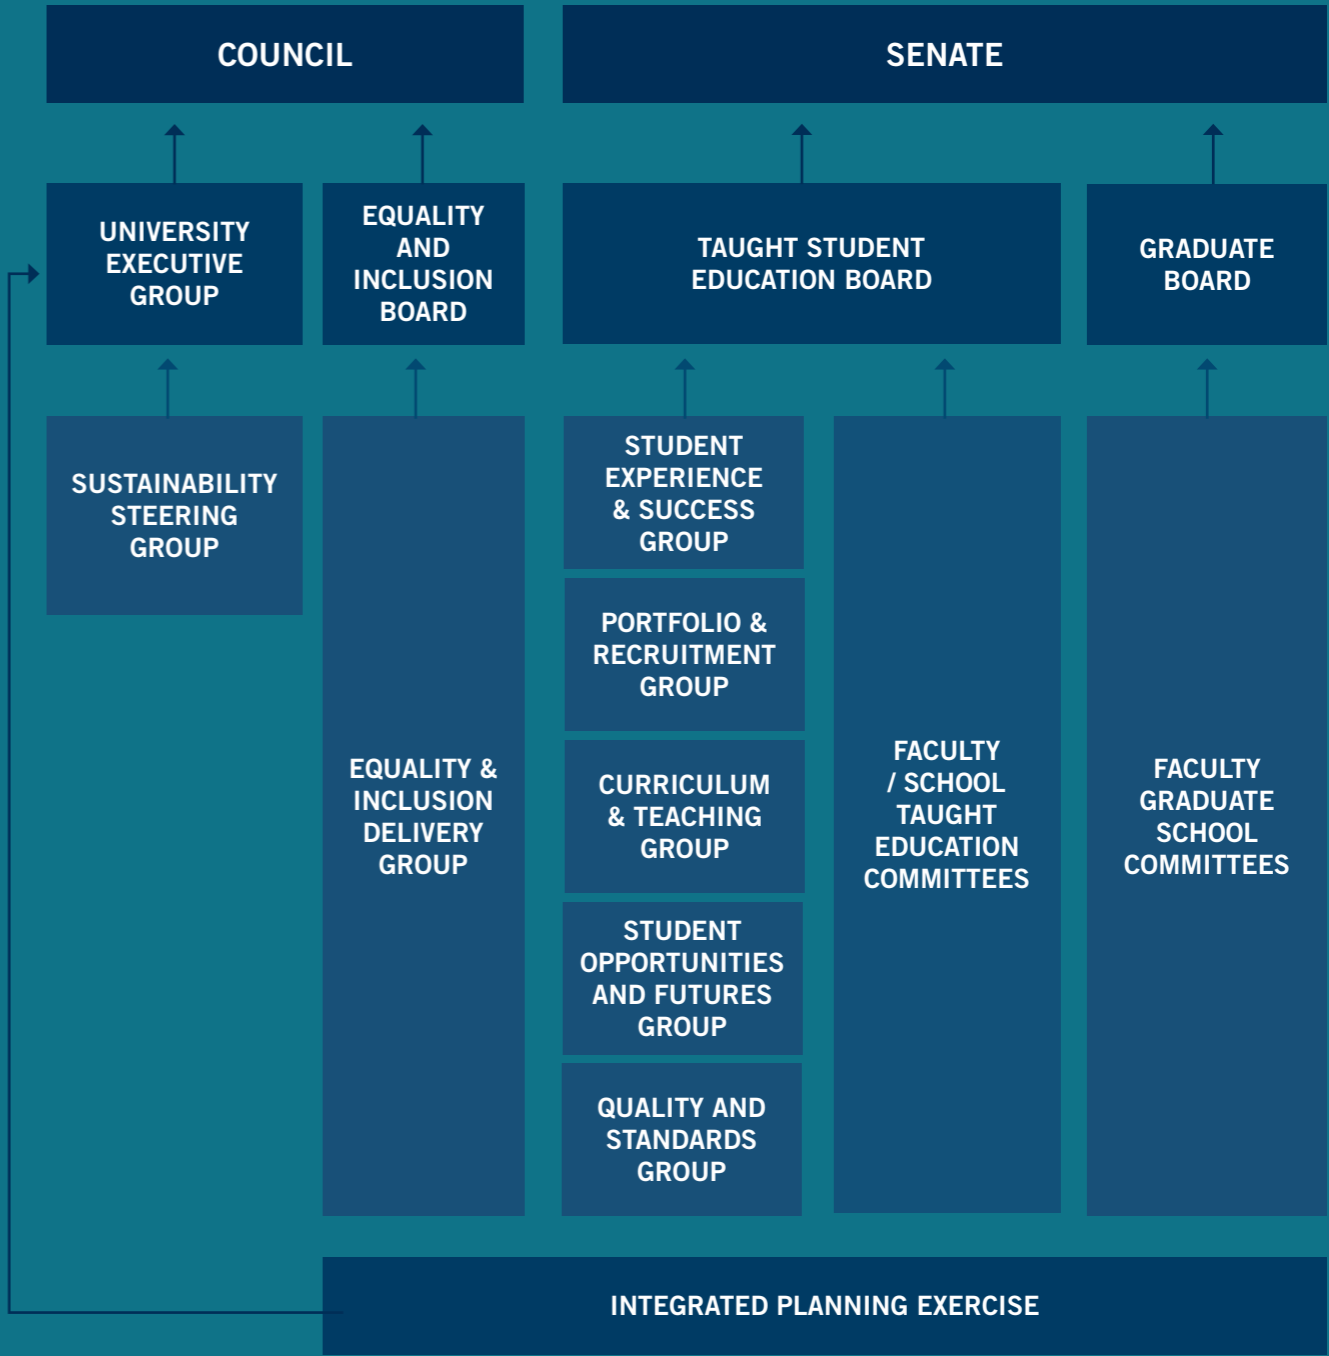 COUNCIL
SENATE
UNIVERSITY
EXECUTIVE
GROUP
EQUALITY
AND
INCLUSION
BOARD
TAUGHT STUDENT
EDUCATION BOARD
GRADUATE
BOARD
SUSTAINABILITY
STEERING
GROUP
EQUALITY &
INCLUSION
DELIVERY
GROUP
STUDENT
EXPERIENCE
& SUCCESS
GROUP
PORTFOLIO &
RECRUITMENT
GROUP
CURRICULUM
& TEACHING
GROUP
STUDENT
OPPORTUNITIES
AND FUTURES
GROUP
QUALITY AND
STANDARDS
GROUP
FACULTY
/ SCHOOL
TAUGHT
EDUCATION
COMMITTEES
FACULTY
GRADUATE
SCHOOL
COMMITTEES
INTEGRATED PLANNING EXERCISE